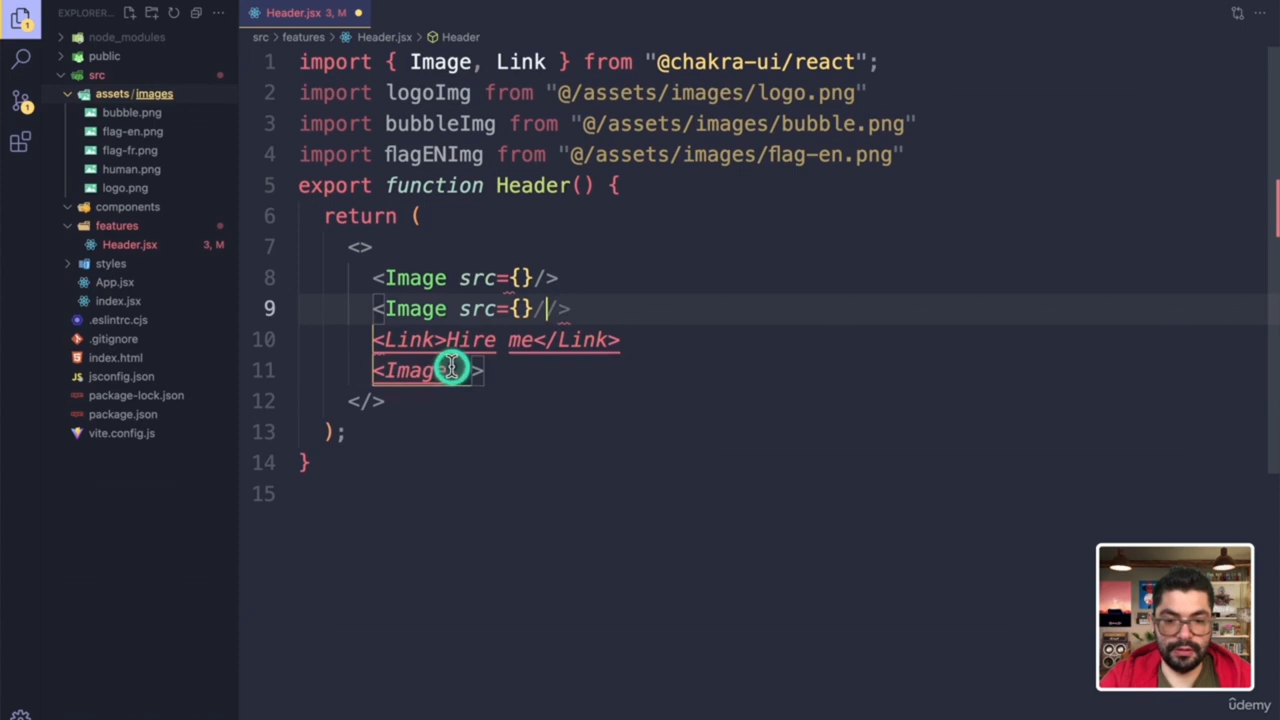 1
EXPLORER...
Header.jsx 3, M
node_modules
public
src
assets / images
bubble.png
flag-en.png
flag-fr.png
human.png
logo.png
components
features
Header.jsx 3, M
styles
App.jsx
index.jsx
.eslintrc.cjs
.gitignore
index.html
jsconfig.json
package-lock.json
package.json
vite.config.js
1
src > features > Header.jsx > Header
1 import { Image, Link } from "@chakra-ui/react";
2 import logoImg from "@/assets/images/logo.png"
3 import bubbleImg from "@/assets/images/bubble.png"
4 import flagENImg from "@/assets/images/flag-en.png"
5 export function Header() {
6 return (
7 <>
8 <Image src={}/>
9 <Image src={}//>
10 <Link>Hire me</Link>
11 <Imag >
12 </>
13 );
14 }
15
ûdemy